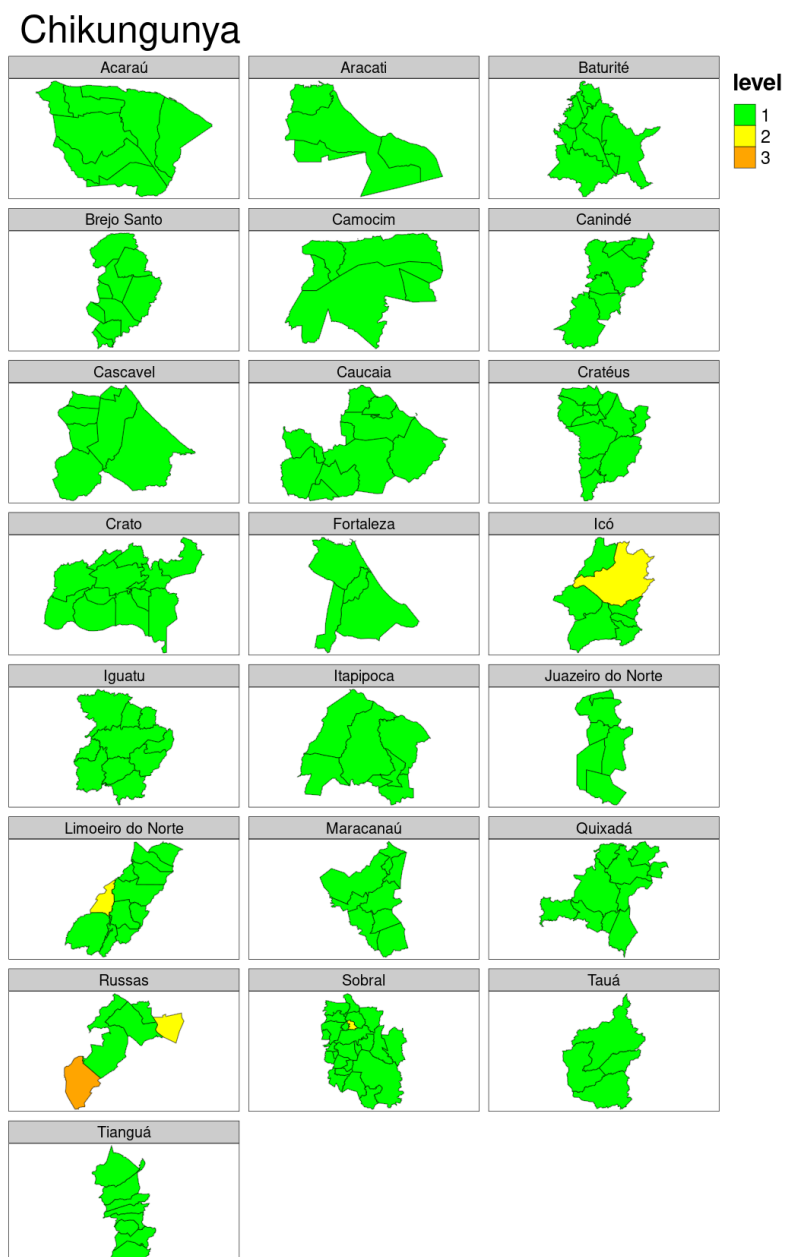 Chikungunya
Acaraú
Aracati
Baturité
level
1
2
3
Brejo Santo
Camocim
Canindé
Cascavel
Caucaia
Cratéus
Crato
Fortaleza
Icó
Iguatu
Itapipoca
Juazeiro do Norte
Limoeiro do Norte
Maracanaú
Quixadá
Russas
Sobral
Tauá
Tianguá